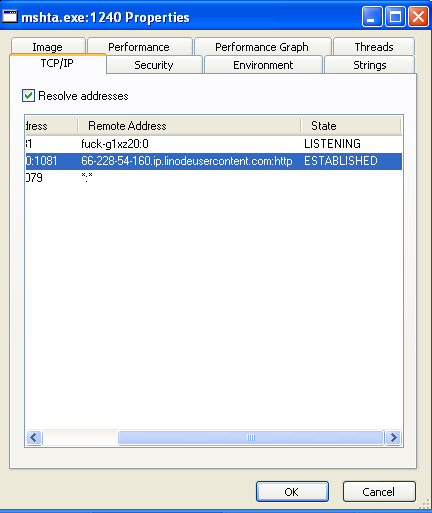 mshta.exe:1240 Properties
Image Performance Performance Graph Threads
TCP/IP Security Environment Strings
Resolve addresses
dress Remote Address State
31 fuck-g1xz20:0 LISTENING
0:1081 66-228-54-160.ip.linodeusercontent.com:http ESTABLISHED
079 *:*
OK Cancel